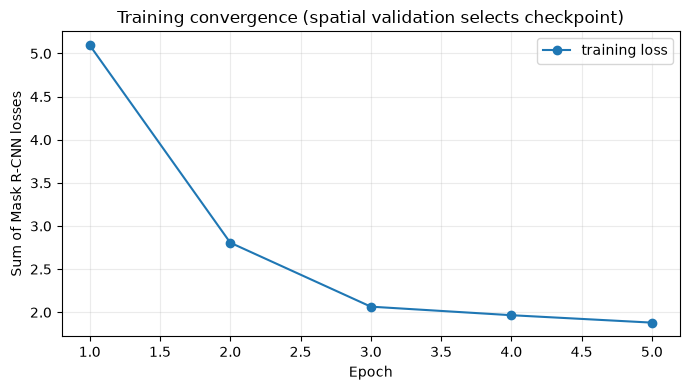 Training convergence (spatial validation selects checkpoint)
training loss
Sum of Mask R-CNN losses
5.0
4.5
4.0
3.5
3.0
2.5
2.0
1.0 1.5 2.0 2.5 3.0 3.5 4.0 4.5 5.0
Epoch